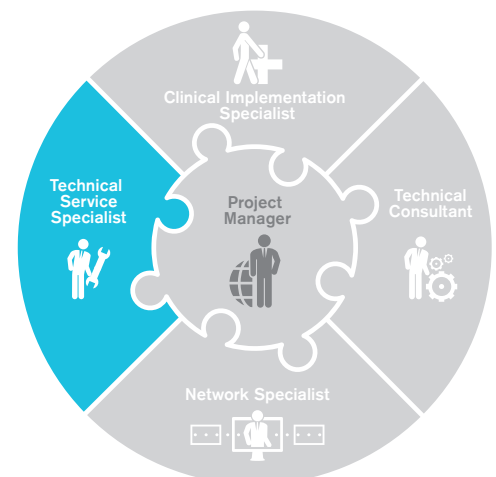 Clinical Implementation
Specialist
Technical
Service
Specialist
Project
Manager
Technical
Consultant
Network Specialist